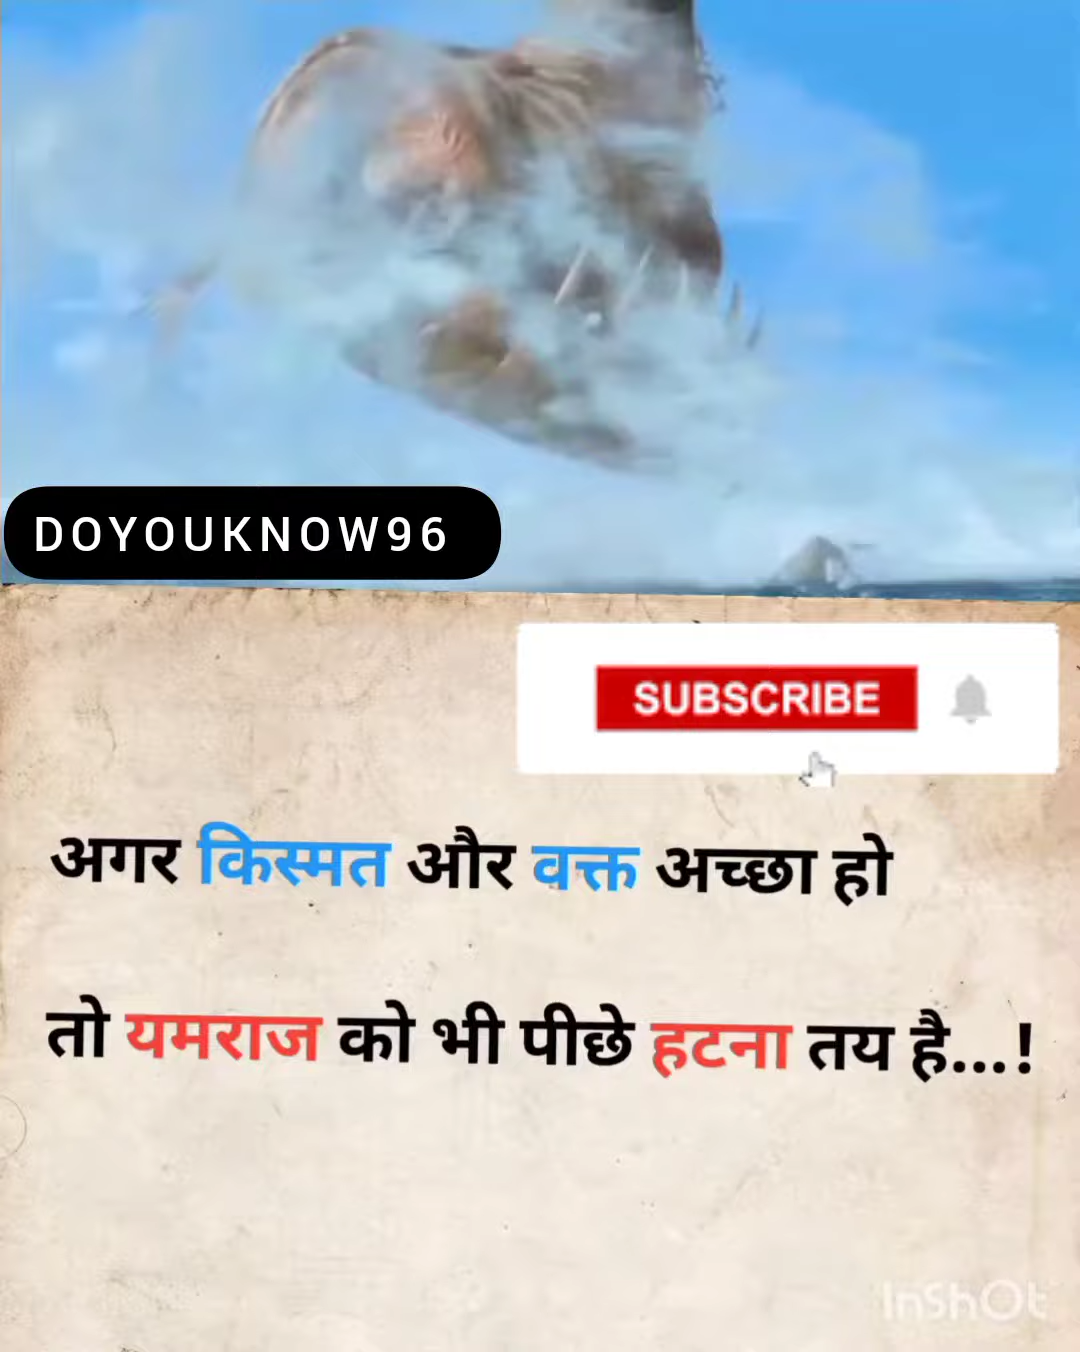 DOYOUKNOW96
SUBSCRIBE
अगर किस्मत और वक्त अच्छा हो
तो यमराज को भी पीछे हटना तय है...!
InShOt